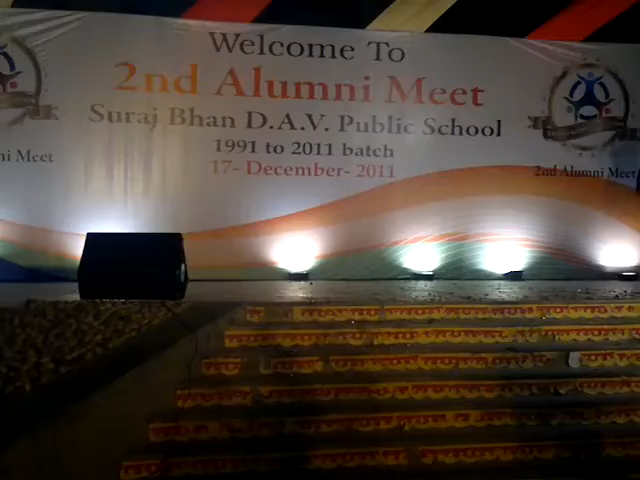 Welcome To
2nd Alumni Meet
Suraj Bhan D.A.V. Public School
1991 to 2011 batch
17- December- 2011
ni Meet
2nd Alumni Meet